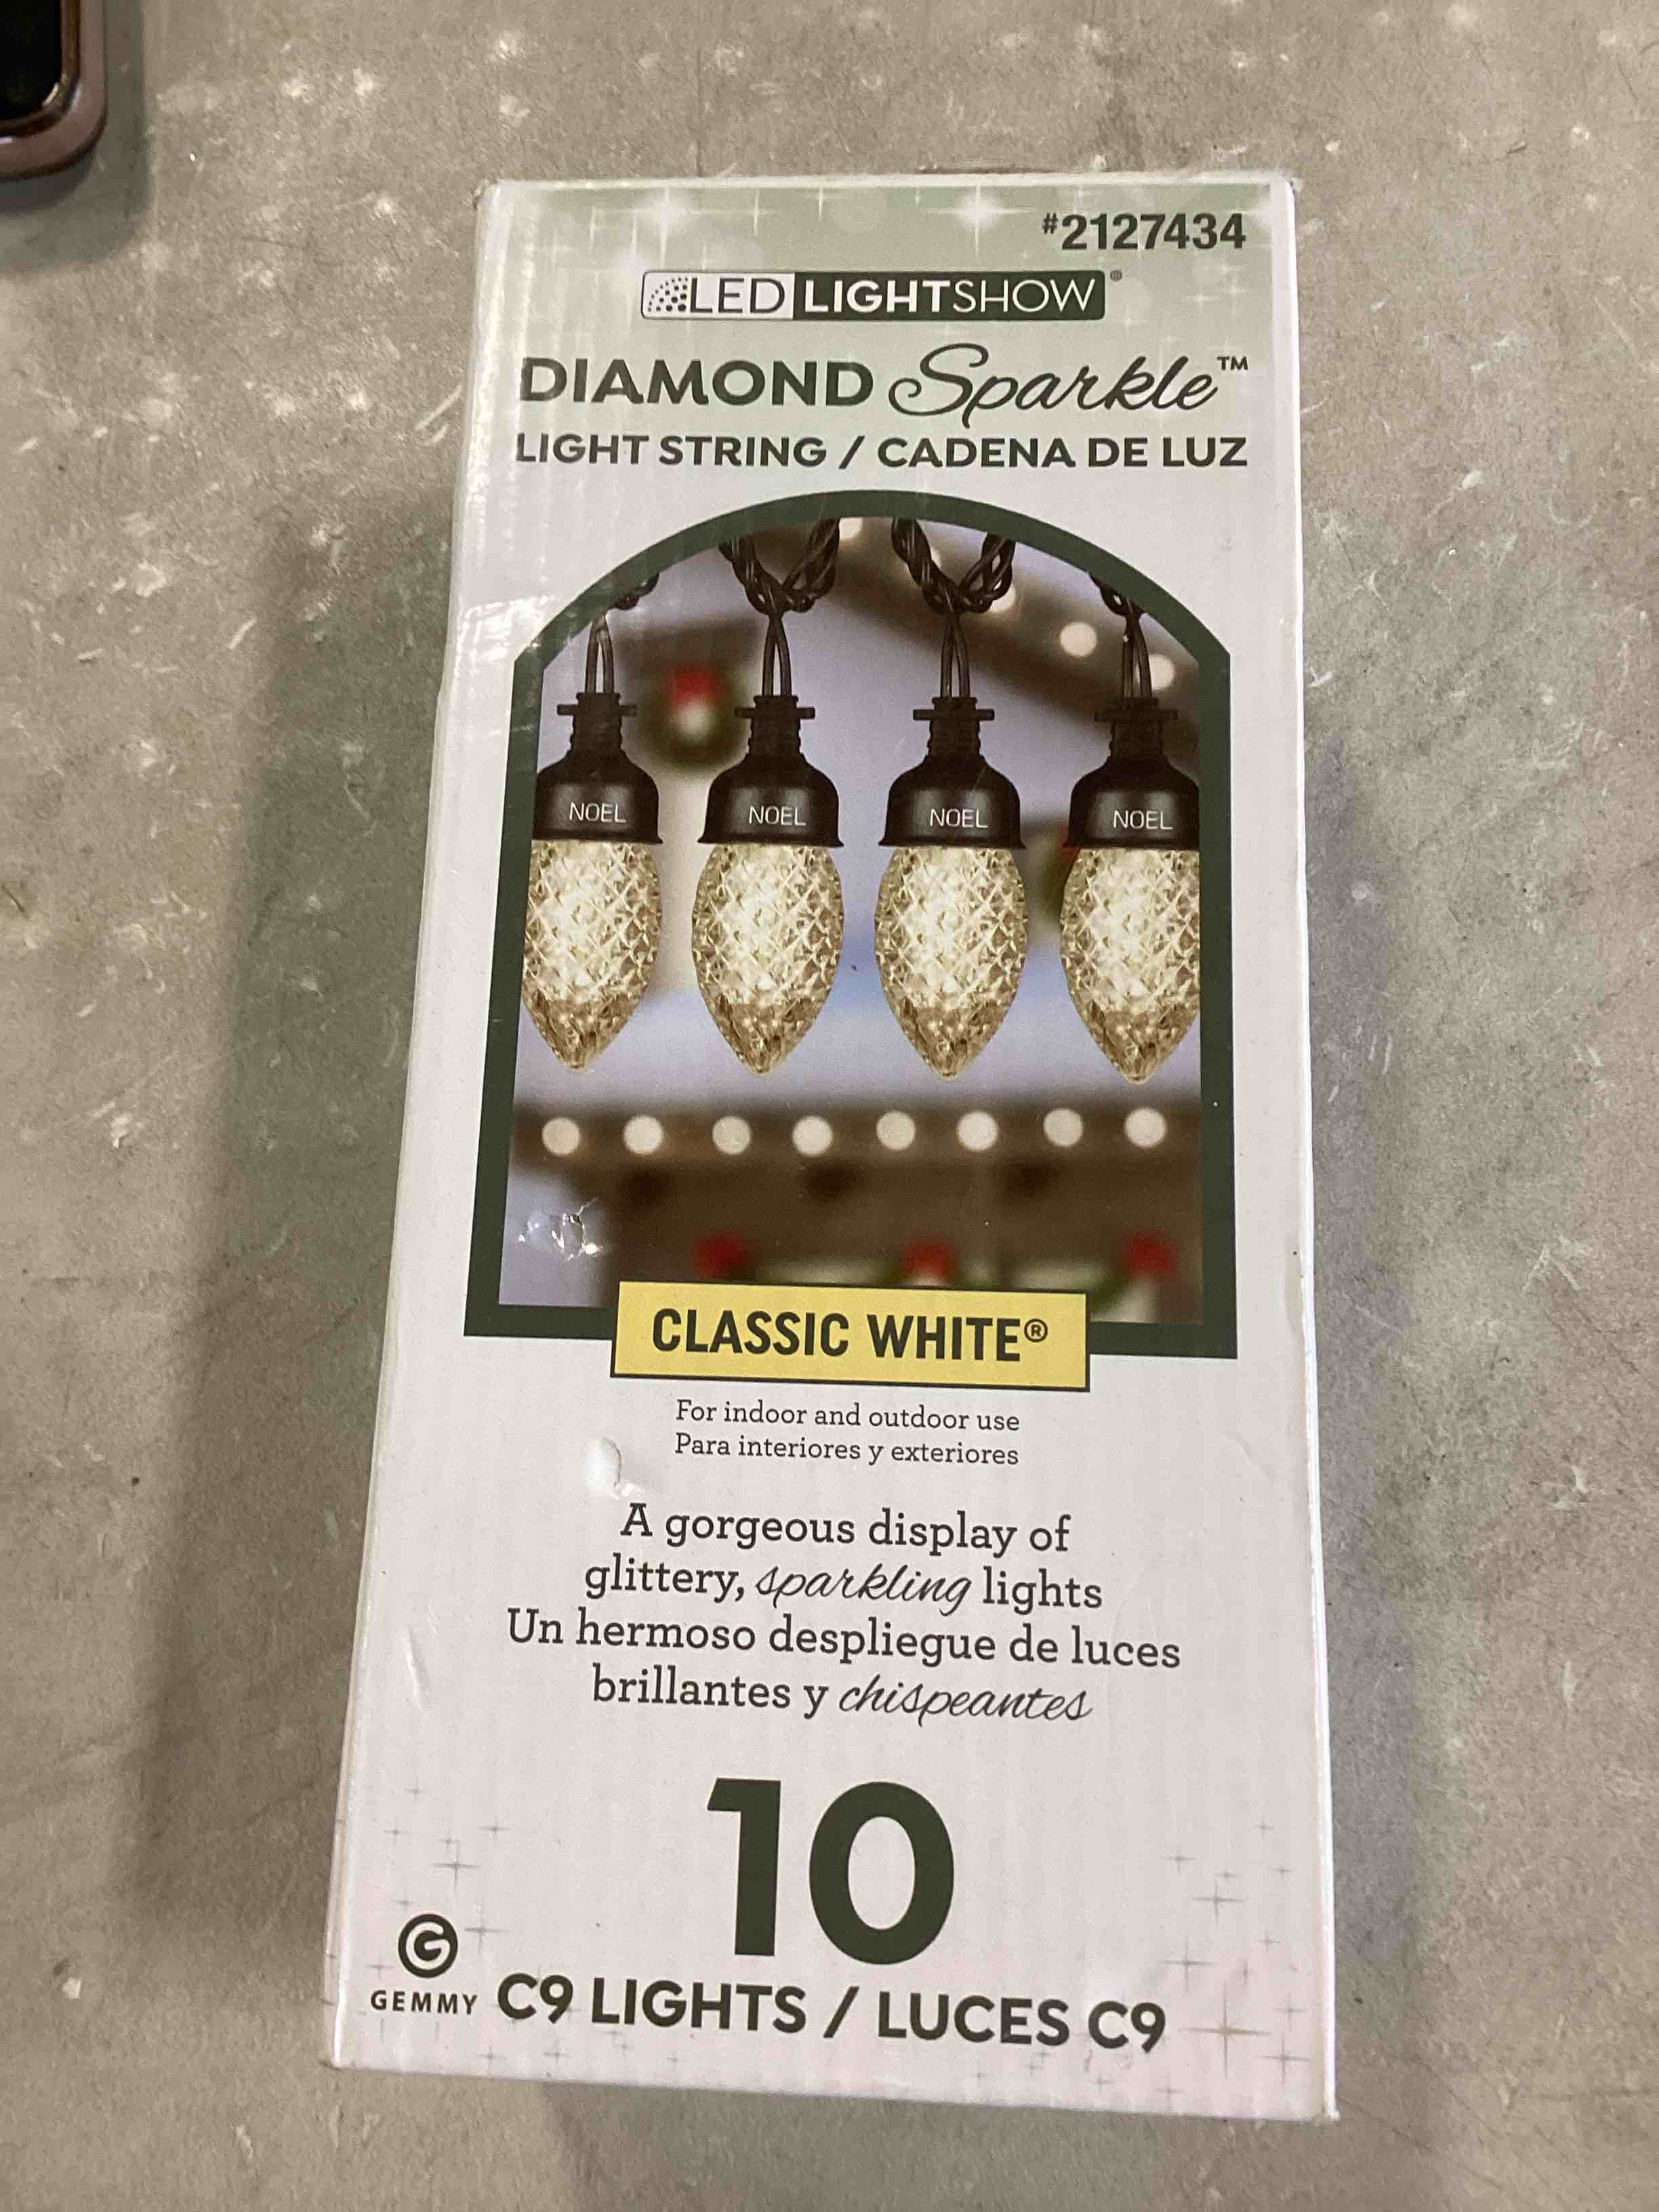 #2127434
LED LIGHTSHOW®
DIAMOND Sparkle™
LIGHT STRING / CADENA DE LUZ
NOEL NOEL NOEL NOEL
CLASSIC WHITE®
For indoor and outdoor use
Para interiores y exteriores
A gorgeous display of
glittery, sparkling lights
Un hermoso despliegue de luces
brillantes y chispeantes
10
C9 LIGHTS / LUCES C9
G
GEMMY